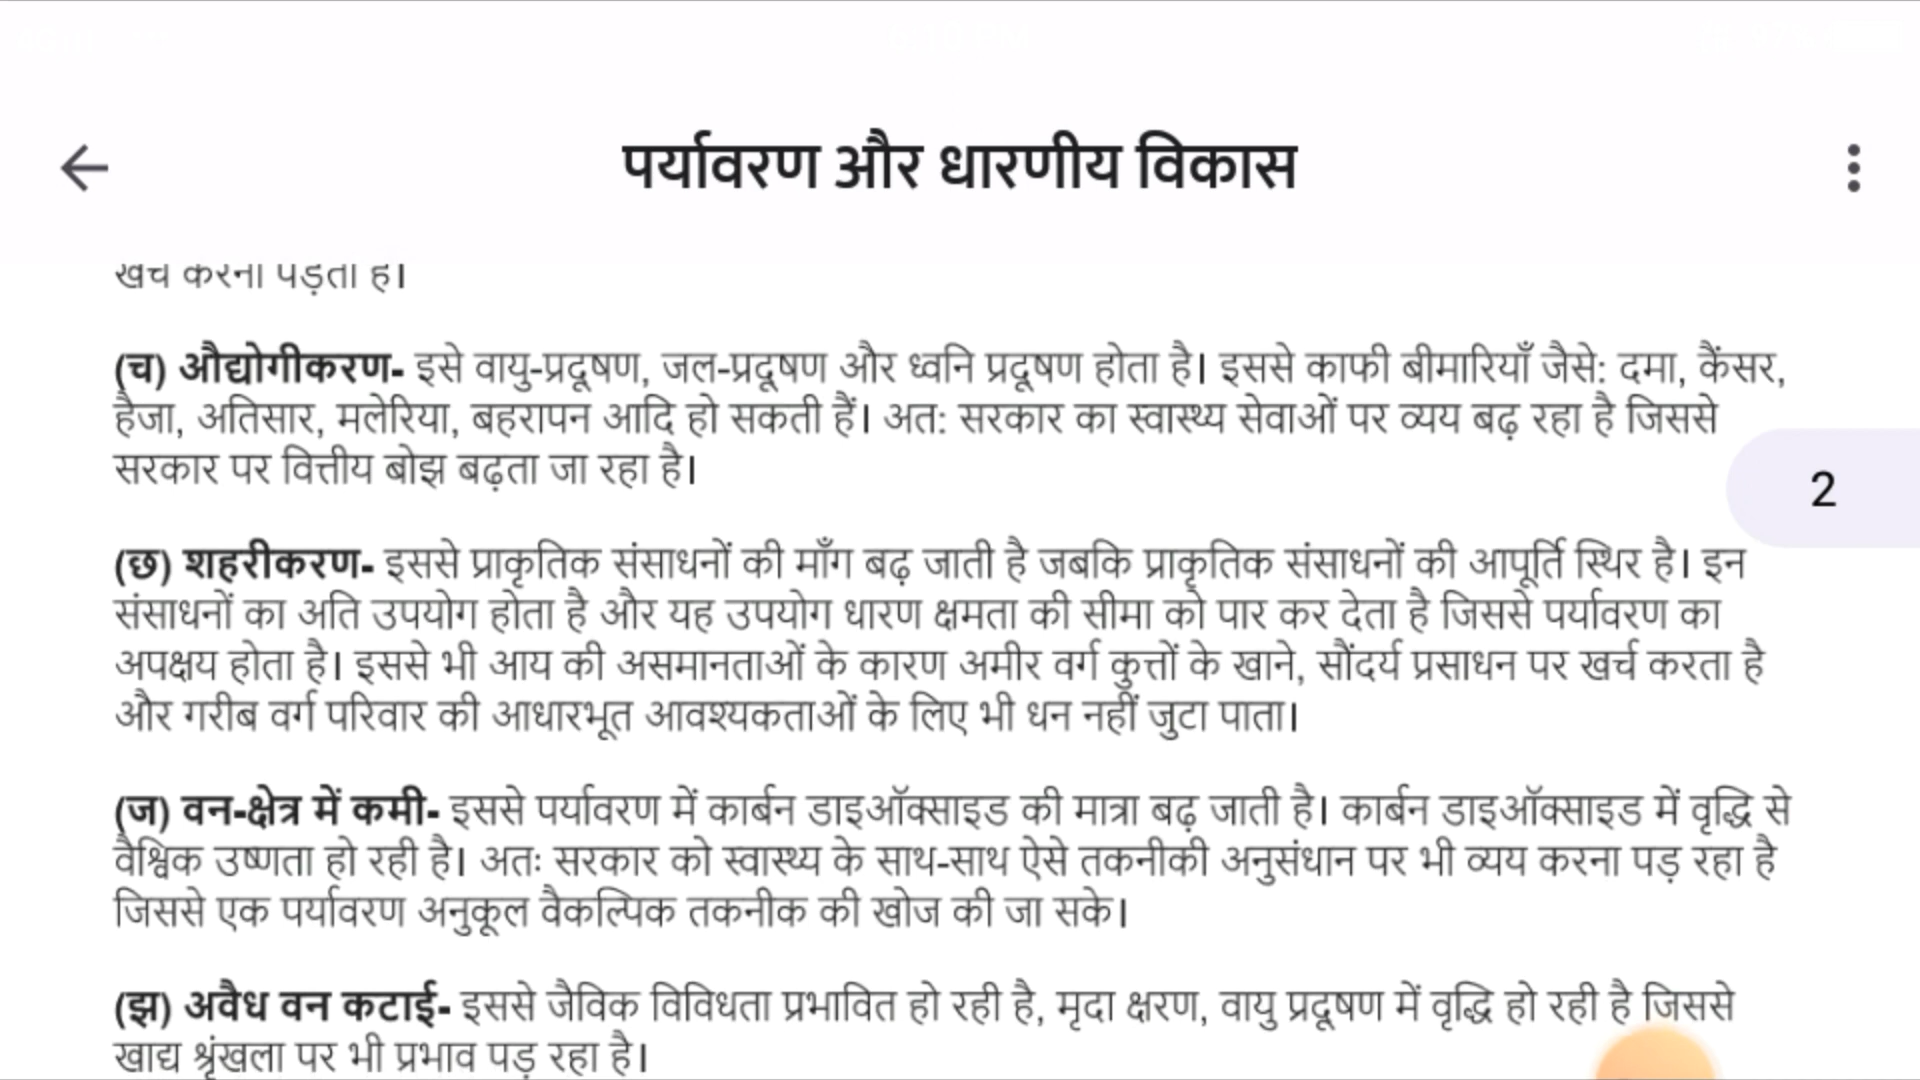 पर्यावरण और धारणीय विकास
खर्च करना पड़ता है।
(च) औद्योगीकरण- इसे वायु-प्रदूषण, जल-प्रदूषण और ध्वनि प्रदूषण होता है। इससे काफी बीमारियाँ जैसे: दमा, कैंसर,
हैजा, अतिसार, मलेरिया, बहरापन आदि हो सकती हैं। अत: सरकार का स्वास्थ्य सेवाओं पर व्यय बढ़ रहा है जिससे
सरकार पर वित्तीय बोझ बढ़ता जा रहा है।
2
(छ) शहरीकरण- इससे प्राकृतिक संसाधनों की माँग बढ़ जाती है जबकि प्राकृतिक संसाधनों की आपूर्ति स्थिर है। इन
संसाधनों का अति उपयोग होता है और यह उपयोग धारण क्षमता की सीमा को पार कर देता है जिससे पर्यावरण का
अपक्षय होता है। इससे भी आय की असमानताओं के कारण अमीर वर्ग कुत्तों के खाने, सौंदर्य प्रसाधन पर खर्च करता है
और गरीब वर्ग परिवार की आधारभूत आवश्यकताओं के लिए भी धन नहीं जुटा पाता।
(ज) वन-क्षेत्र में कमी- इससे पर्यावरण में कार्बन डाइऑक्साइड की मात्रा बढ़ जाती है। कार्बन डाइऑक्साइड में वृद्धि से
वैश्विक उष्णता हो रही है। अतः सरकार को स्वास्थ्य के साथ-साथ ऐसे तकनीकी अनुसंधान पर भी व्यय करना पड़ रहा है
जिससे एक पर्यावरण अनुकूल वैकल्पिक तकनीक की खोज की जा सके।
(झ) अवैध वन कटाई- इससे जैविक विविधता प्रभावित हो रही है, मृदा क्षरण, वायु प्रदूषण में वृद्धि हो रही है जिससे
खाद्य श्रृंखला पर भी प्रभाव पड़ रहा है।